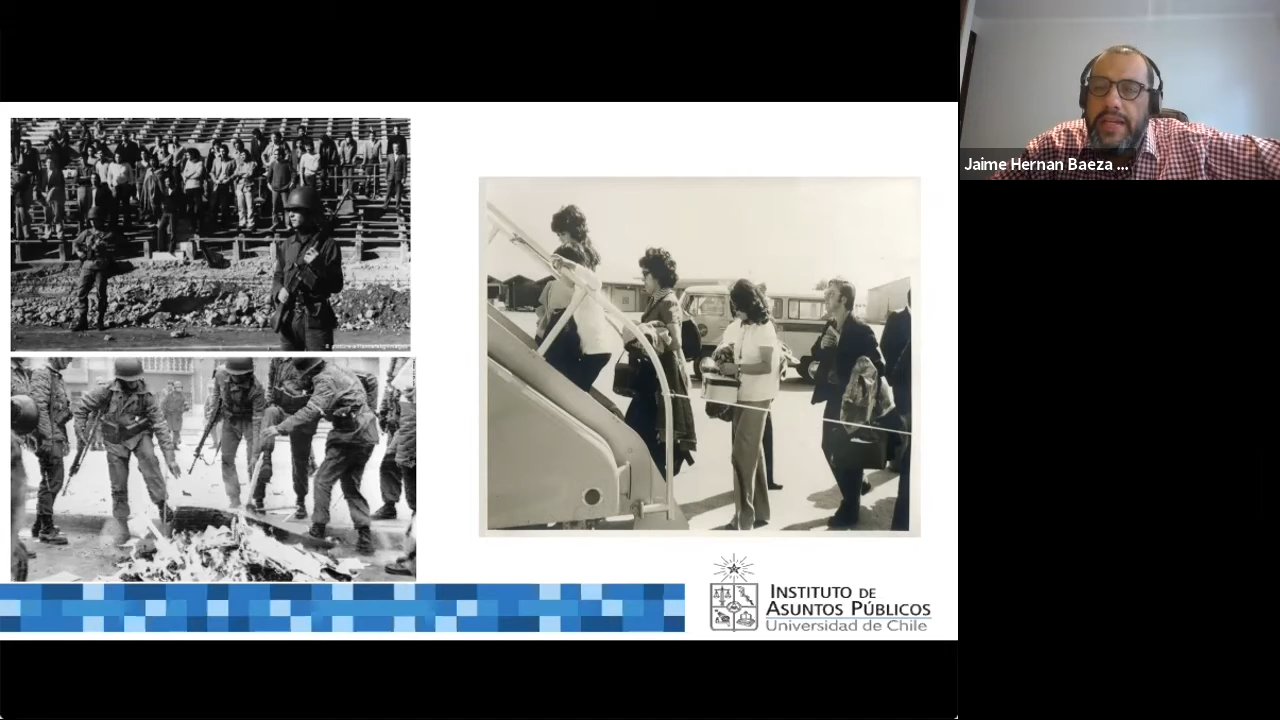 Jaime Hernan Baeza ...
INSTITUTO DE
ASUNTOS PÚBLICOS
Universidad de Chile